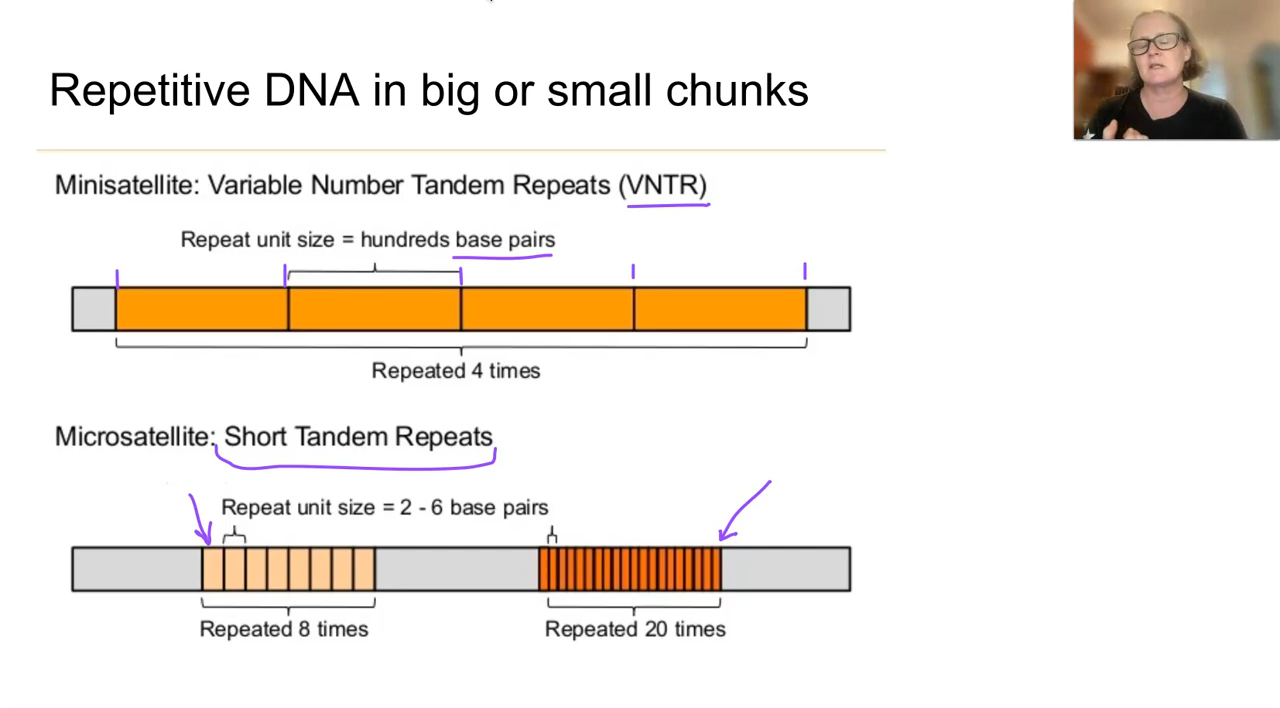 Repetitive DNA in big or small chunks
Minisatellite: Variable Number Tandem Repeats (VNTR)
Repeat unit size = hundreds base pairs
Repeated 4 times
Microsatellite: Short Tandem Repeats
Repeat unit size = 2 - 6 base pairs
Repeated 8 times
Repeated 20 times